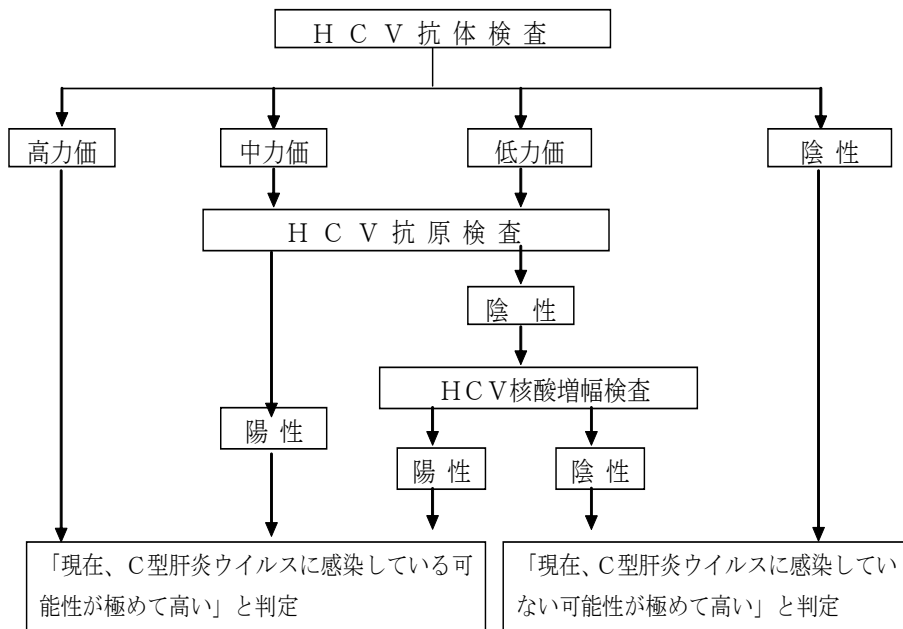 ＨＣＶ抗体検査
高力価
中力価
低力価
陰性
ＨＣＶ抗原検査
陰性
ＨＣＶ核酸増幅検査
陽性
陽性
陰性
「現在、Ｃ型肝炎ウイルスに感染している可
能性が極めて高い」と判定
「現在、Ｃ型肝炎ウイルスに感染してい
ない可能性が極めて高い」と判定